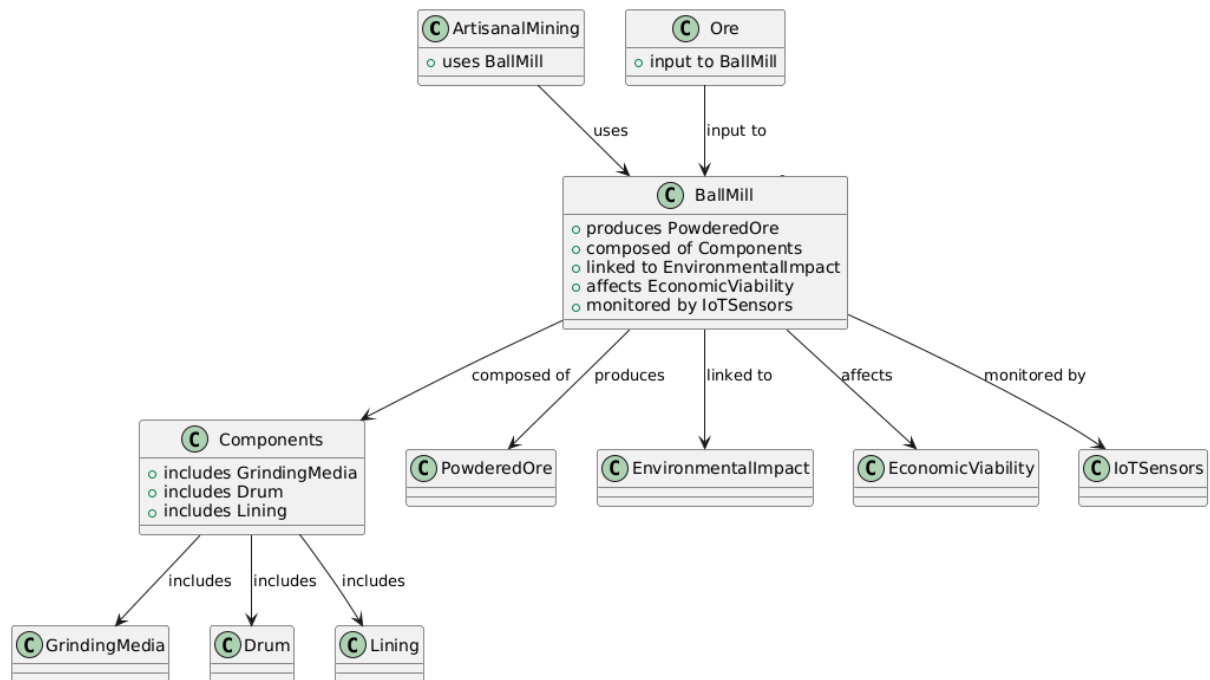 C ArtisanalMining
uses BallMill
C Ore
input to BallMill
uses
input to
C BallMill
produces PowderedOre
composed of Components
linked to EnvironmentalImpact
affects EconomicViability
monitored by IoTSensors
composed of
produces
linked to
affects
monitored by
C Components
includes GrindingMedia
includes Drum
includes Lining
C PowderedOre
C EnvironmentalImpact
C EconomicViability
C IoTSensors
includes
includes
includes
C GrindingMedia
C Drum
C Lining